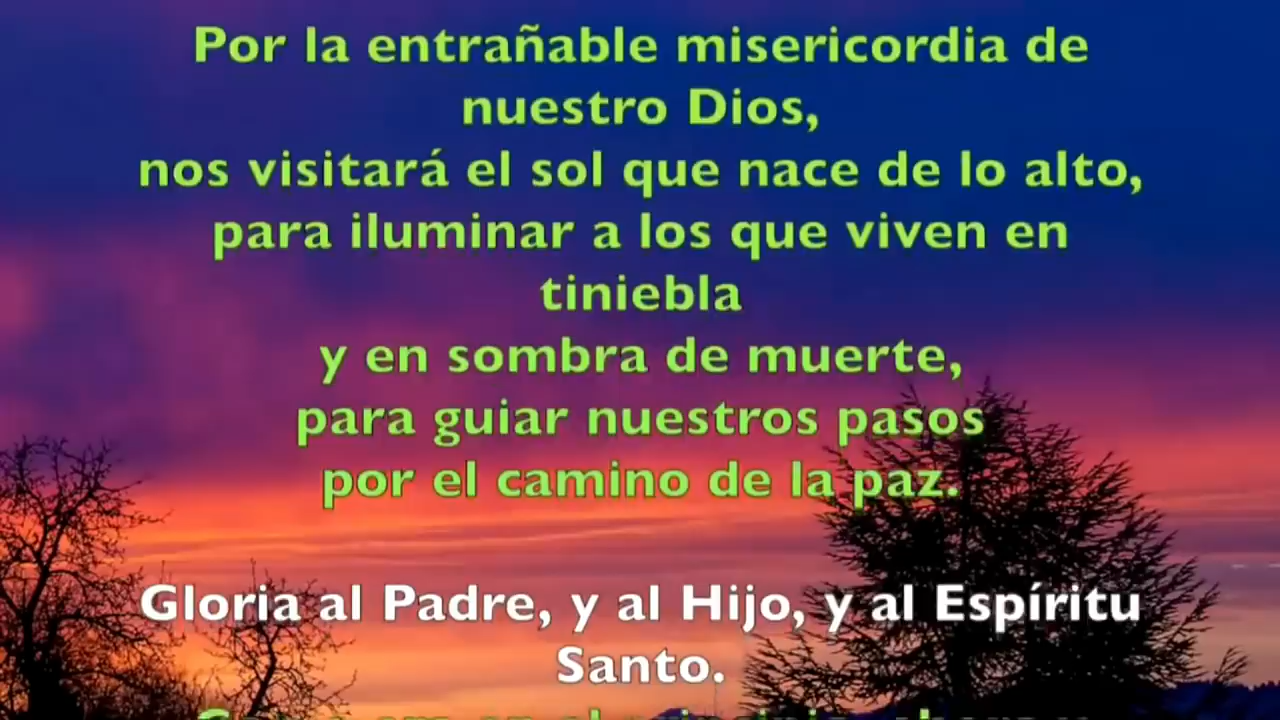 Por la entrañable misericordia de
nuestro Dios,
nos visitará el sol que nace de lo alto,
para iluminar a los que viven en
tiniebla
y en sombra de muerte,
para guiar nuestros pasos
por el camino de la paz.
Gloria al Padre, y al Hijo, y al Espíritu
Santo.